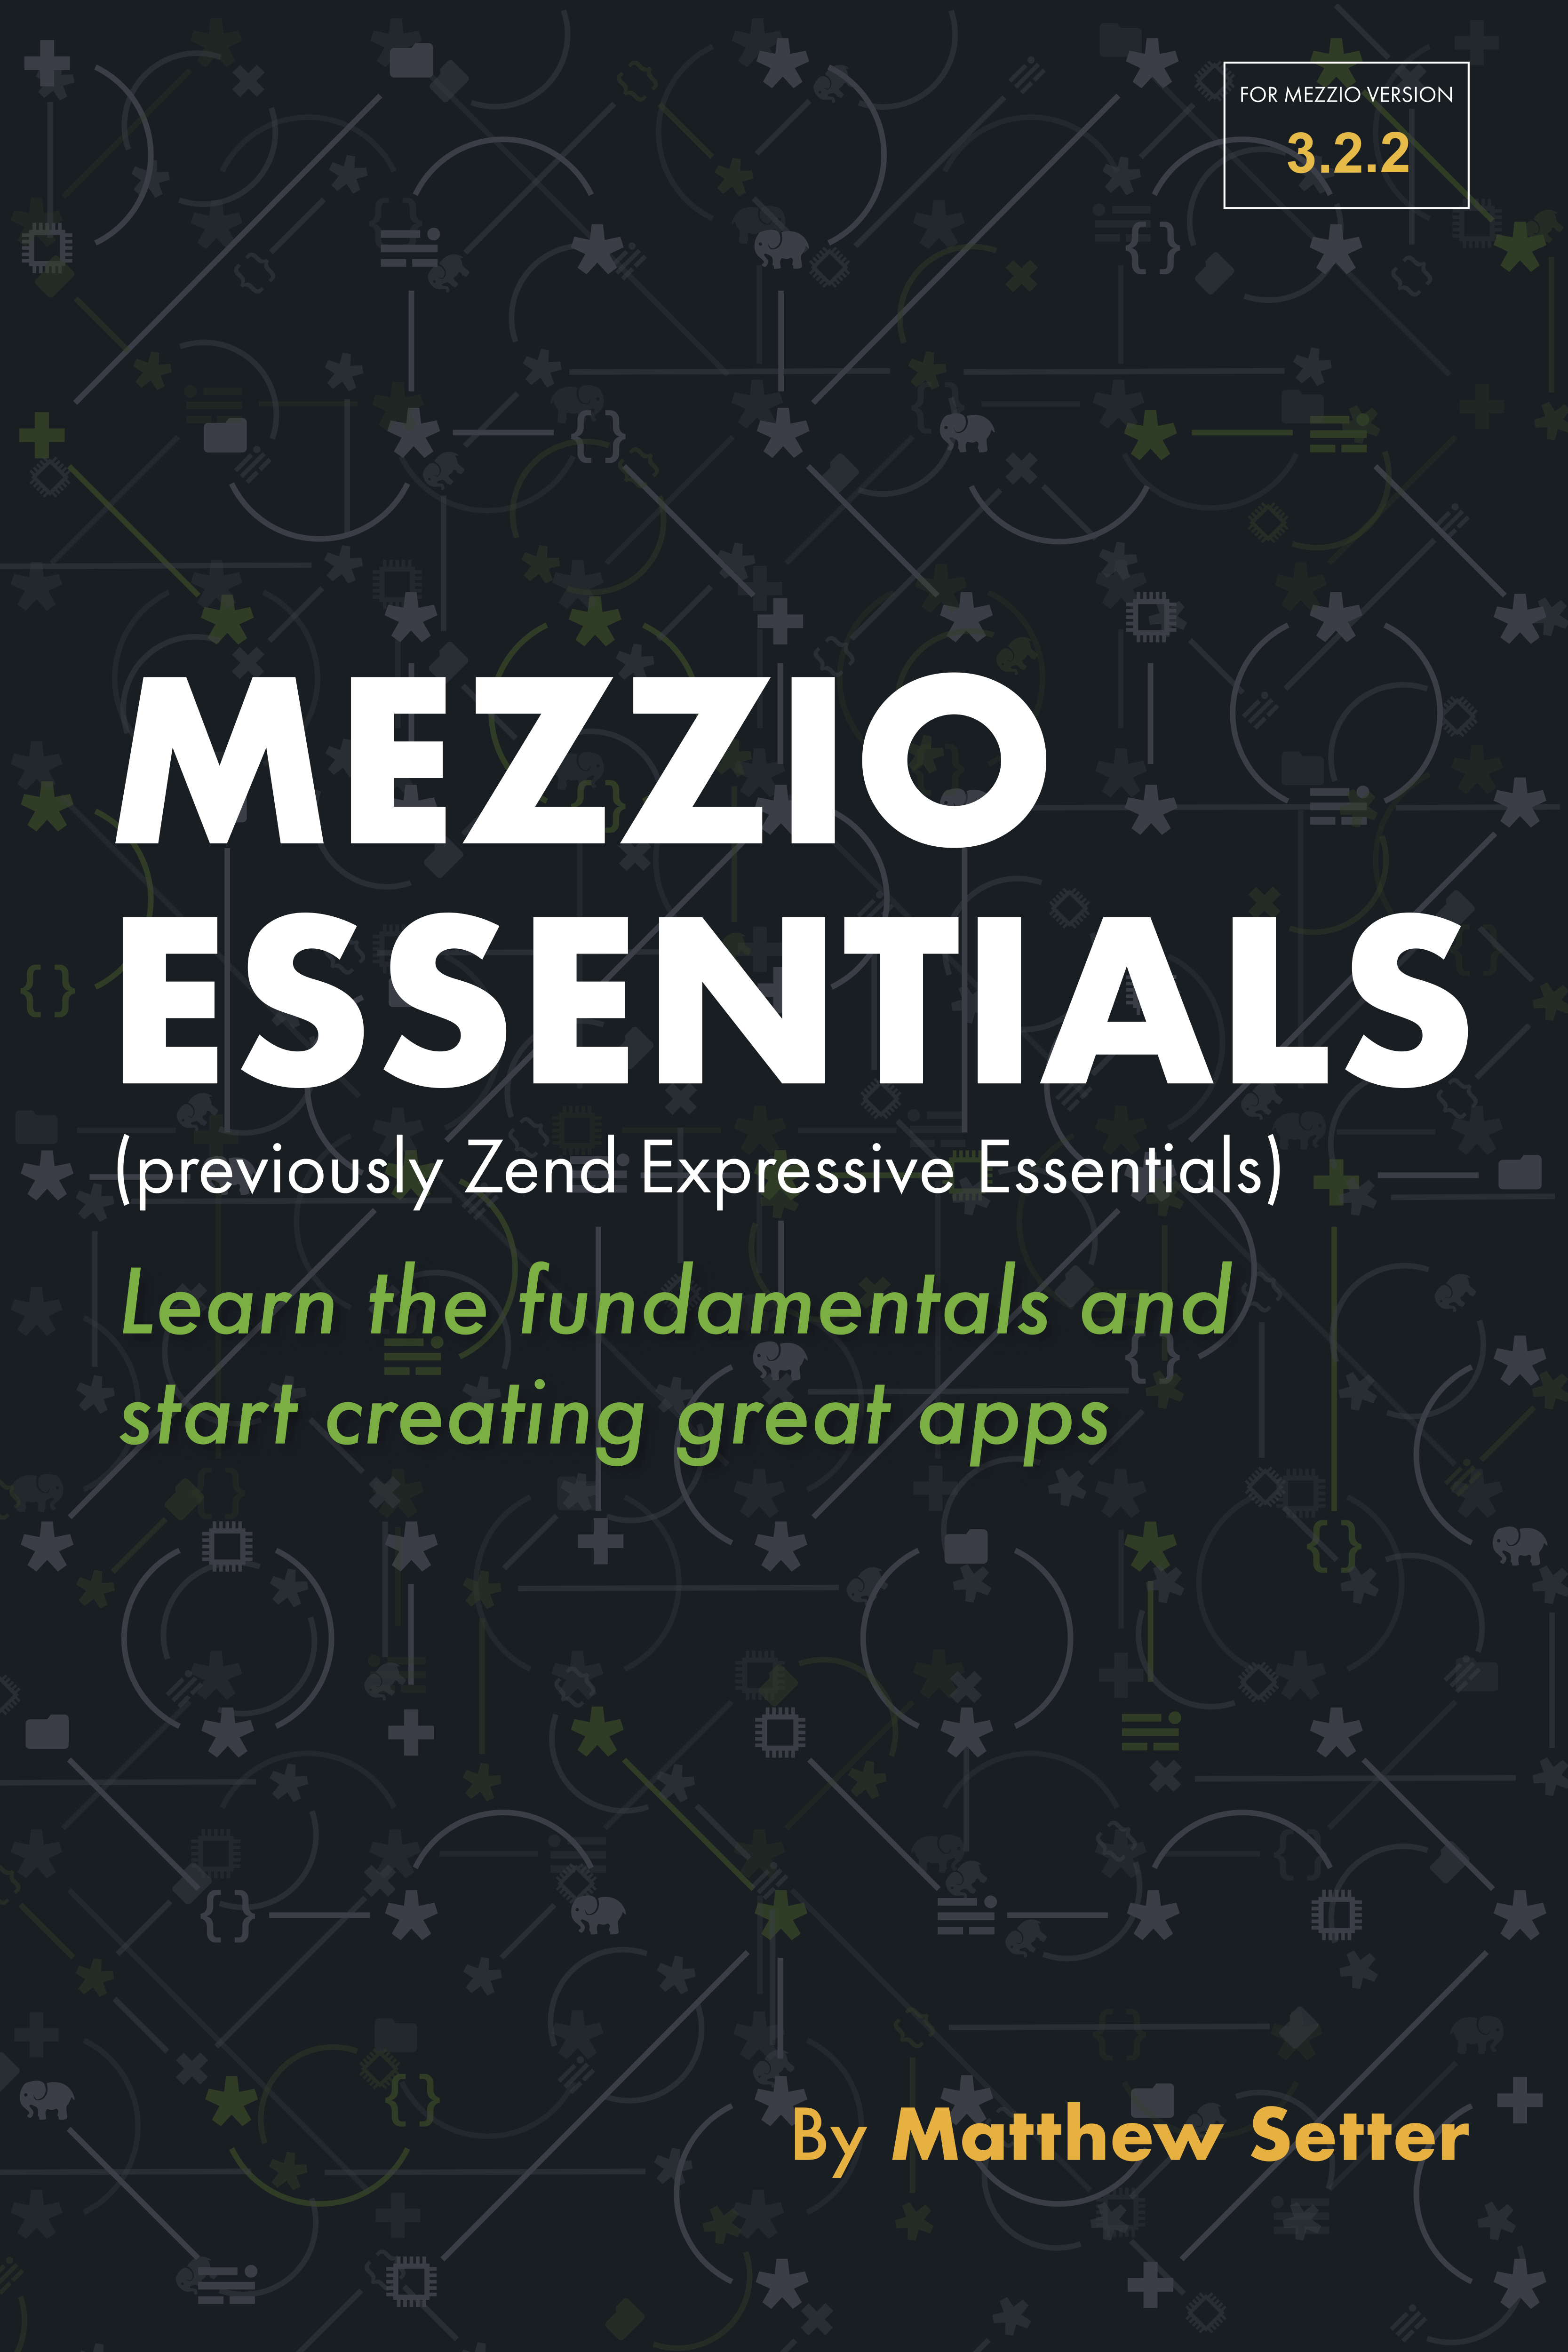 FOR MEZZIO VERSION
3.2.2
MEZZIO
ESSENTIALS
(previously Zend Expressive Essentials)
Learn the fundamentals and
start creating great apps
By Matthew Setter